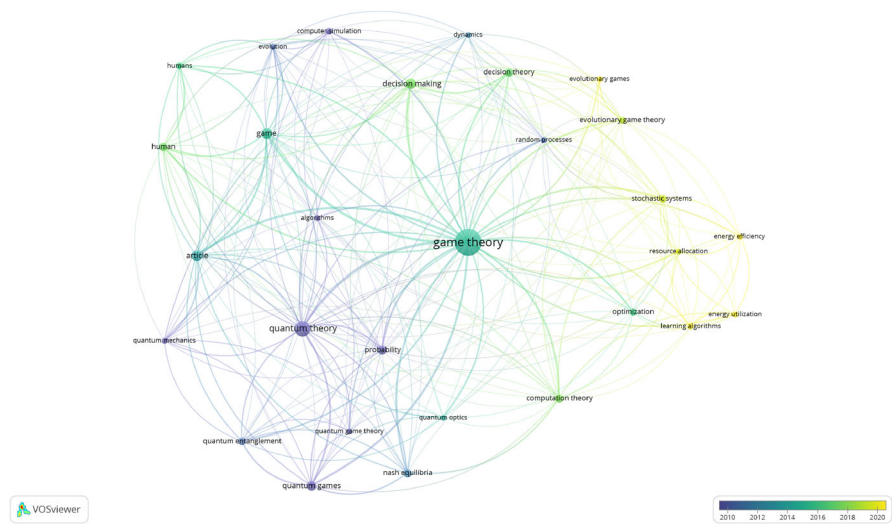 computer simulation
dynamics
evolution
humans
decision theory
evolutionary games
decision making
evolutionary game theory
game
random processes
human
stochastic systems
algorithms
energy efficiency
game theory
resource allocation
article
optimization
energy utilization
quantum theory
learning algorithms
quantum mechanics
probability
computation theory
quantum optics
quantum game theory
quantum entanglement
nash equilibria
quantum games
VOSviewer
2010 2012 2014 2016 2018 2020